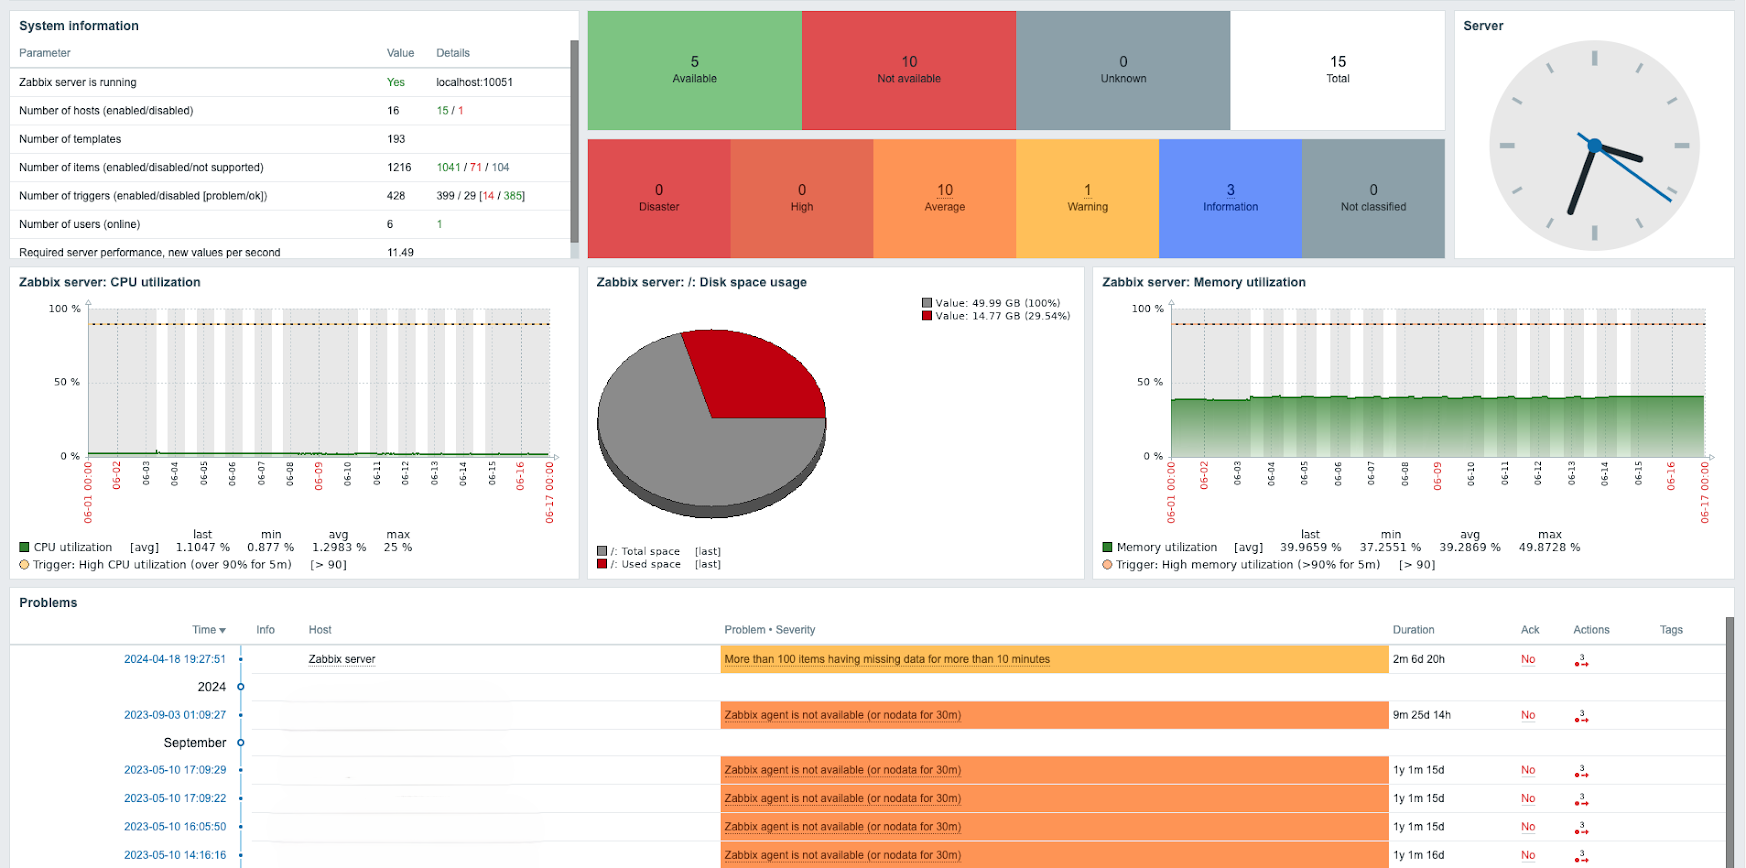 System information
Parameter Value Details
Zabbix server is running Yes localhost:10051
Number of hosts (enabled/disabled) 16 15 / 1
Number of templates 193
Number of items (enabled/disabled/not supported) 1216 1041 / 71 / 104
Number of triggers (enabled/disabled [problem/ok]) 428 399 / 29 [14 / 385]
Number of users (online) 6 1
Required server performance, new values per second 11.49
5 10 0 15
Available Not available Unknown Total
0 0 10 1 3 0
Disaster High Average Warning Information Not classified
Server
Zabbix server: CPU utilization
100 %
50 %
0 %
06-01 00:00 06-02 06-03 06-04 06-05 06-06 06-07 06-08 06-09 06-10 06-11 06-12 06-13 06-14 06-15 06-16 06-17 00:00
last min avg max
CPU utilization [avg] 1.1047 % 0.877 % 1.2983 % 25 %
Trigger: High CPU utilization (over 90% for 5m) [> 90]
Zabbix server: /: Disk space usage
Value: 49.99 GB (100%)
Value: 14.77 GB (29.54%)
/: Total space [last]
/: Used space [last]
Zabbix server: Memory utilization
100 %
50 %
0 %
06-01 00:00 06-02 06-03 06-04 06-05 06-06 06-07 06-08 06-09 06-10 06-11 06-12 06-13 06-14 06-15 06-16 06-17 00:00
last min avg max
Memory utilization [avg] 39.9659 % 37.2551 % 39.2869 % 49.8728 %
Trigger: High memory utilization (>90% for 5m) [> 90]
Problems
Time Info Host Problem • Severity Duration Ack Actions Tags
2024-04-18 19:27:51 Zabbix server More than 100 items having missing data for more than 10 minutes 2m 6d 20h No 3
2024
2023-09-03 01:09:27 Zabbix agent is not available (or nodata for 30m) 9m 25d 14h No 3
September
2023-05-10 17:09:29 Zabbix agent is not available (or nodata for 30m) 1y 1m 15d No 3
2023-05-10 17:09:22 Zabbix agent is not available (or nodata for 30m) 1y 1m 15d No 3
2023-05-10 16:05:50 Zabbix agent is not available (or nodata for 30m) 1y 1m 15d No 3
2023-05-10 14:16:16 Zabbix agent is not available (or nodata for 30m) 1y 1m 16d No 3